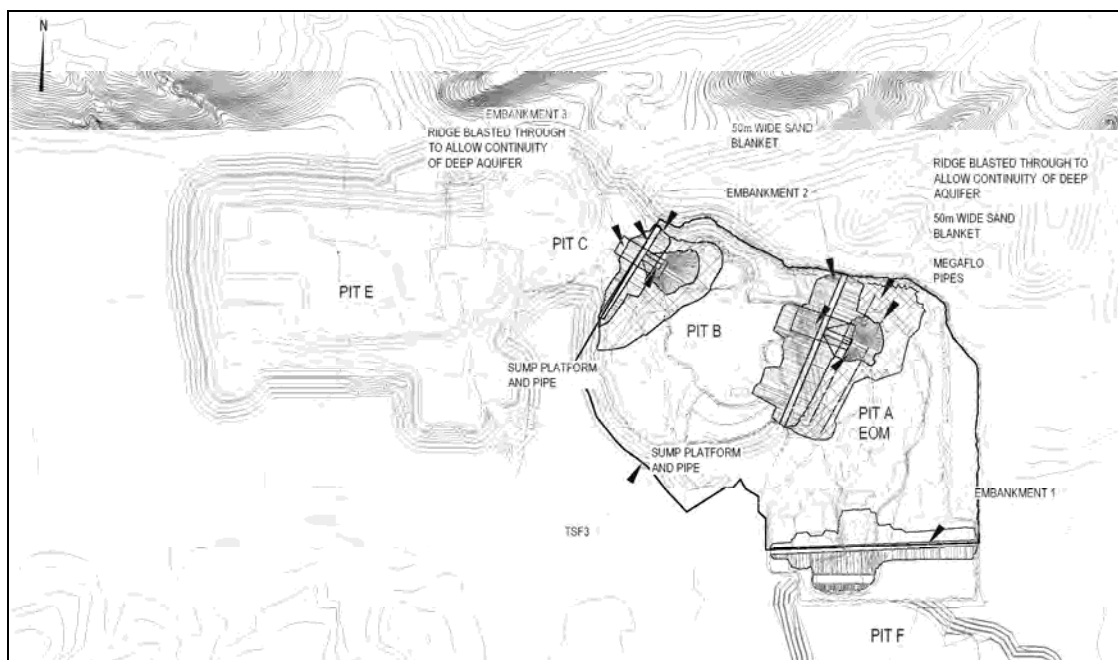 N
EMBANKMENT 3
RIDGE BLASTED THROUGH
TO ALLOW CONTINUITY
OF DEEP AQUIFER
50m WIDE SAND
BLANKET
RIDGE BLASTED THROUGH TO
ALLOW CONTINUITY OF DEEP
AQUIFER
EMBANKMENT 2
50m WIDE SAND
BLANKET
PIT C
MEGAFLO
PIPES
PIT E
PIT B
SUMP PLATFORM
AND PIPE
PIT A
EOM
SUMP PLATFORM
AND PIPE
EMBANKMENT 1
TSF3
PIT F